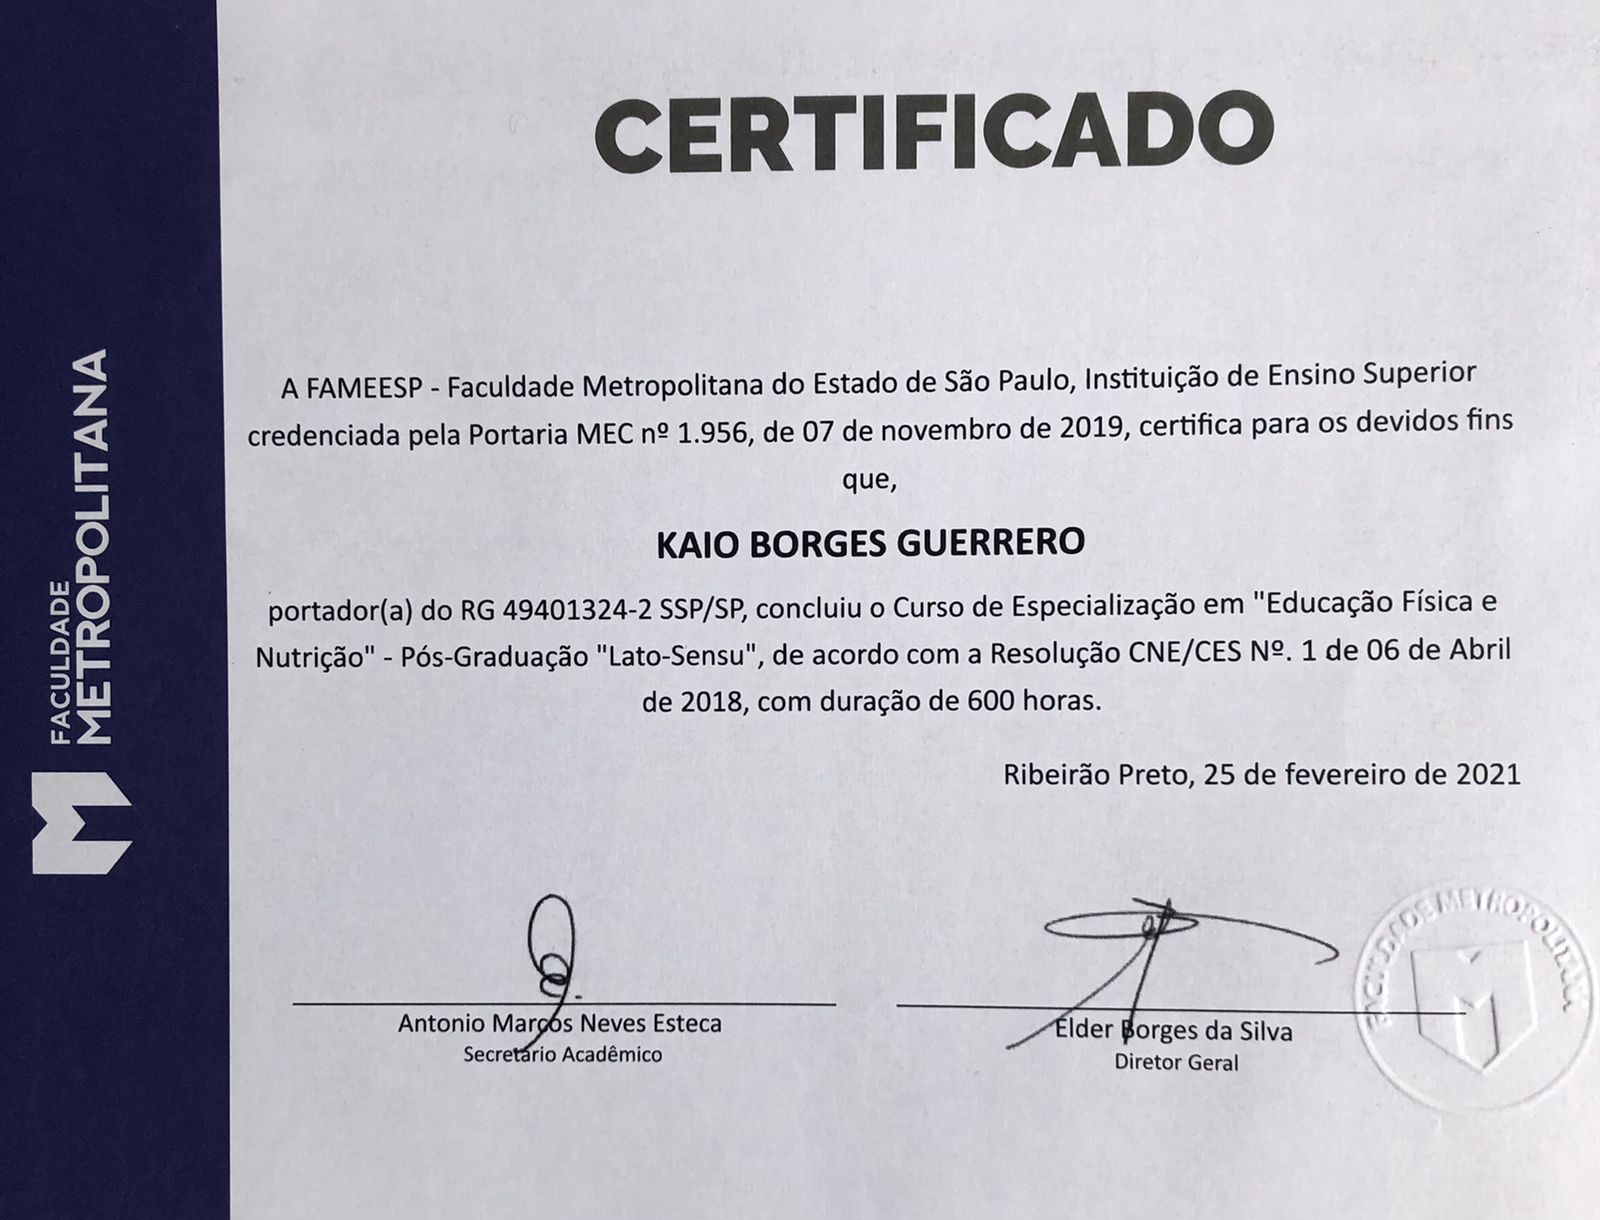 CERTIFICADO
A FAMEESP - Faculdade Metropolitana do Estado de São Paulo, Instituição de Ensino Superior
credenciada pela Portaria MEC nº 1.956, de 07 de novembro de 2019, certifica para os devidos fins
que,
KAIO BORGES GUERRERO
portador(a) do RG 49401324-2 SSP/SP, concluiu o Curso de Especialização em "Educação Física e
Nutrição" - Pós-Graduação "Lato-Sensu", de acordo com a Resolução CNE/CES Nº. 1 de 06 de Abril
de 2018, com duração de 600 horas.
Ribeirão Preto, 25 de fevereiro de 2021
Antonio Marcos Neves Esteca
Secretário Acadêmico
Elder Borges da Silva
Diretor Geral
FACULDADE METROPOLITANA
FACULDADE
METROPOLITANA